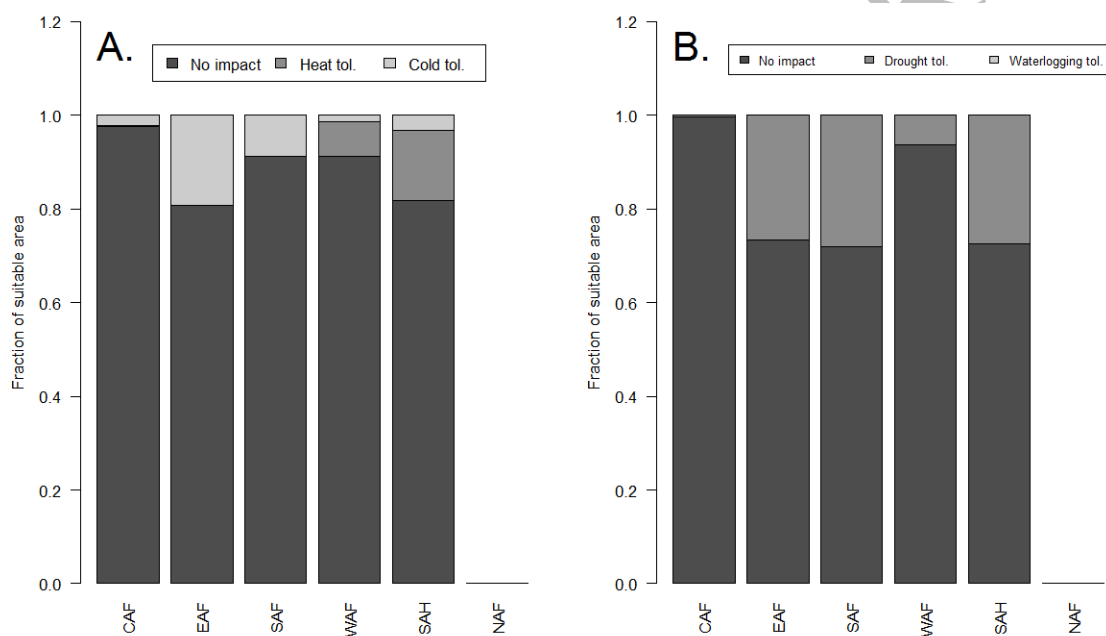 A.
No impact Heat tol. Cold tol.
Fraction of suitable area
1.2
1.0
0.8
0.6
0.4
0.2
0.0
CAF EAF SAF WAF SAH NAF
B.
No impact Drought tol. Waterlogging tol.
Fraction of suitable area
1.2
1.0
0.8
0.6
0.4
0.2
0.0
CAF EAF SAF WAF SAH NAF